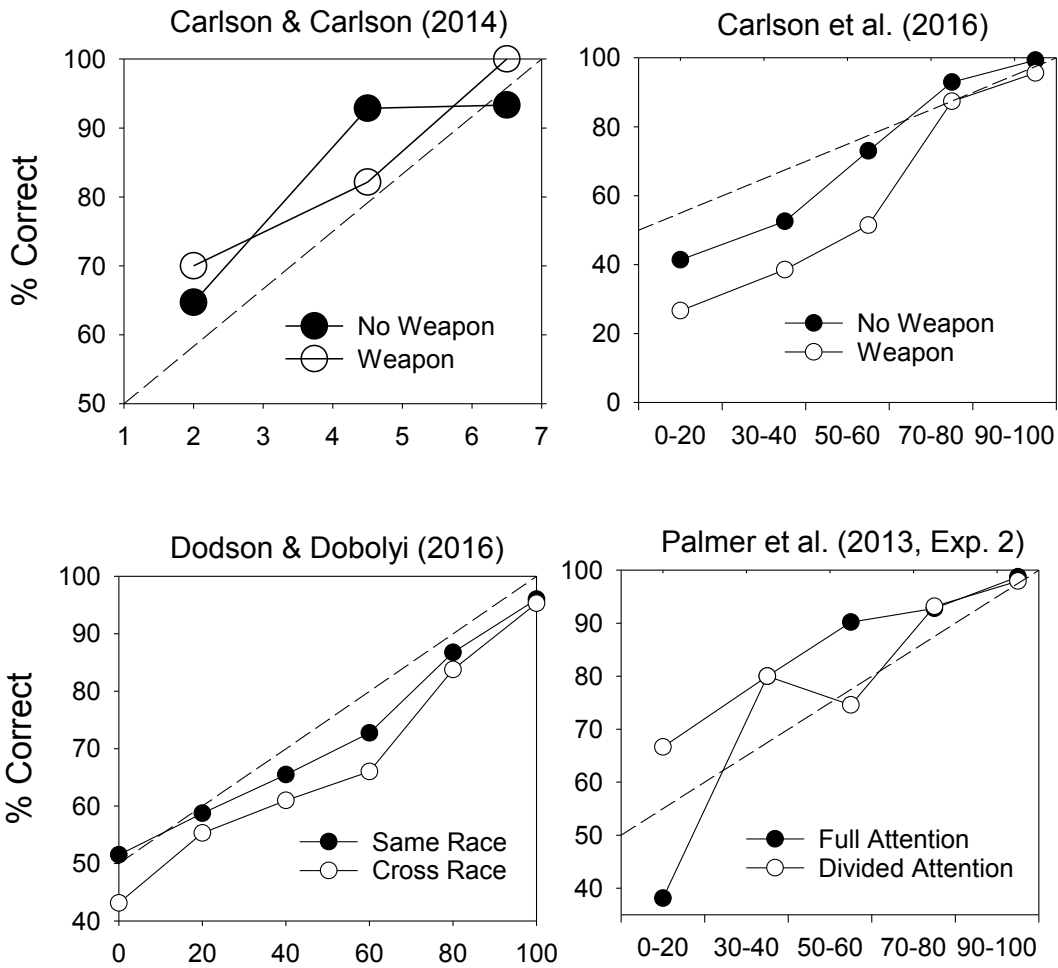 Carlson & Carlson (2014)
% Correct
100
90
80
70
60
50
1 2 3 4 5 6 7
No Weapon
Weapon
Carlson et al. (2016)
100
80
60
40
20
0
0-20 30-40 50-60 70-80 90-100
No Weapon
Weapon
Dodson & Dobolyi (2016)
% Correct
100
90
80
70
60
50
40
0 20 40 60 80 100
Same Race
Cross Race
Palmer et al. (2013, Exp. 2)
100
90
80
70
60
50
40
0-20 30-40 50-60 70-80 90-100
Full Attention
Divided Attention